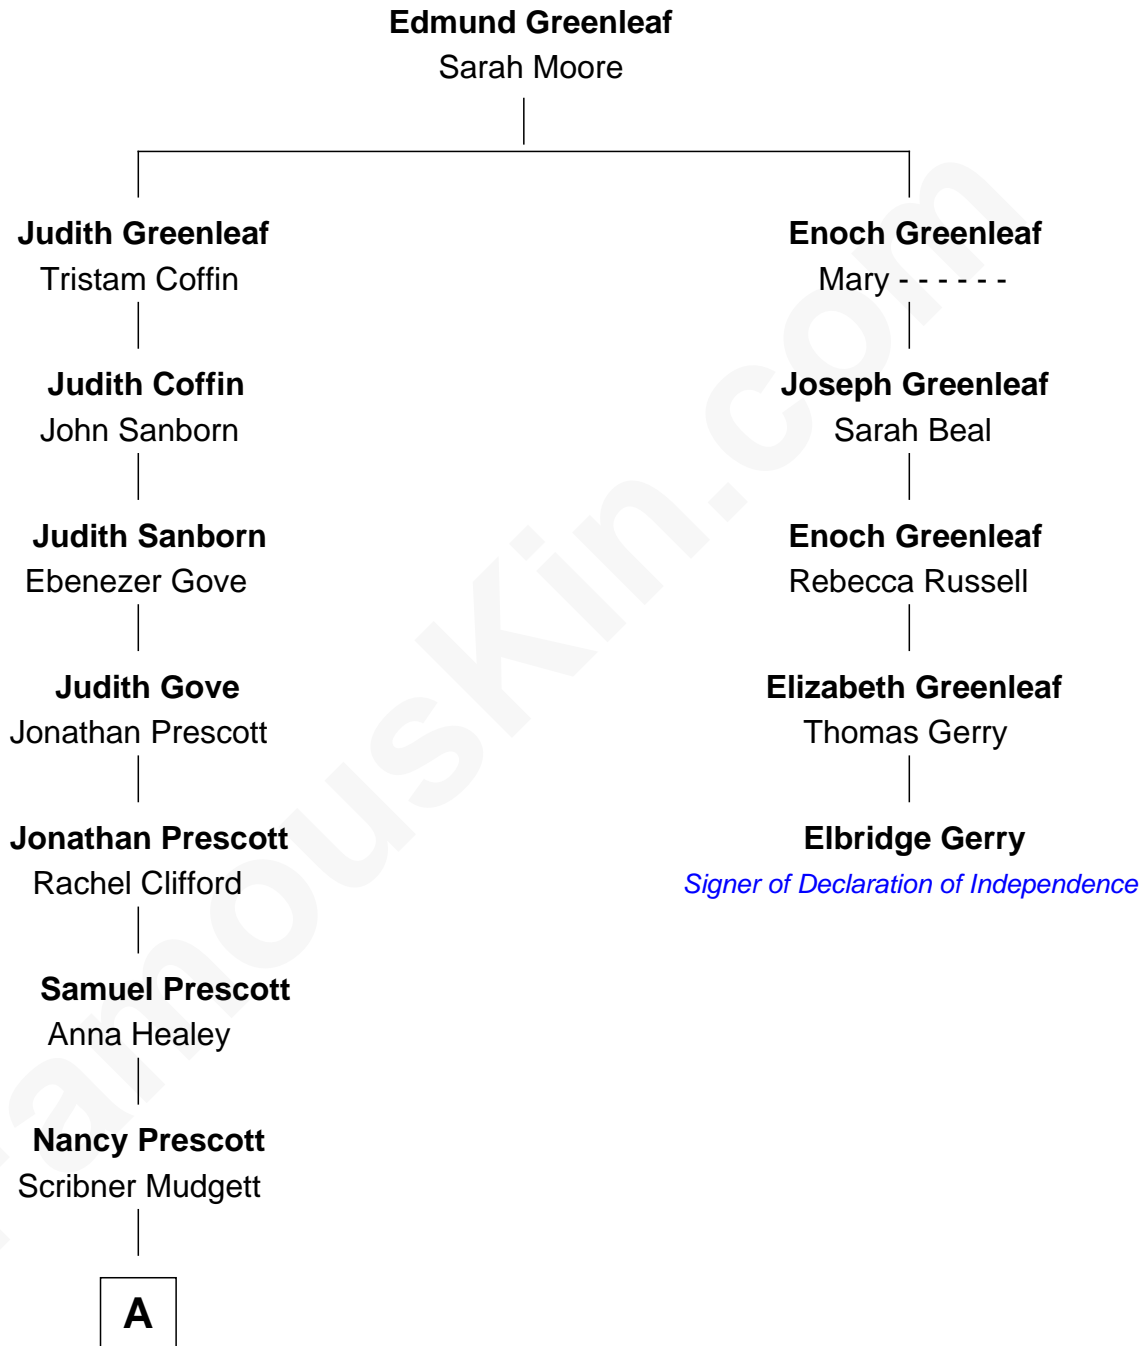 Edmund Greenleaf
Sarah Moore
Judith Greenleaf
Tristam Coffin
Judith Coffin
John Sanborn
Judith Sanborn
Ebenezer Gove
Judith Gove
Jonathan Prescott
Jonathan Prescott
Rachel Clifford
Samuel Prescott
Anna Healey
Nancy Prescott
Scribner Mudgett
A
Enoch Greenleaf
Mary - - - - - -
Joseph Greenleaf
Sarah Beal
Enoch Greenleaf
Rebecca Russell
Elizabeth Greenleaf
Thomas Gerry
Elbridge Gerry
Signer of Declaration of Independence
FamousKin.com